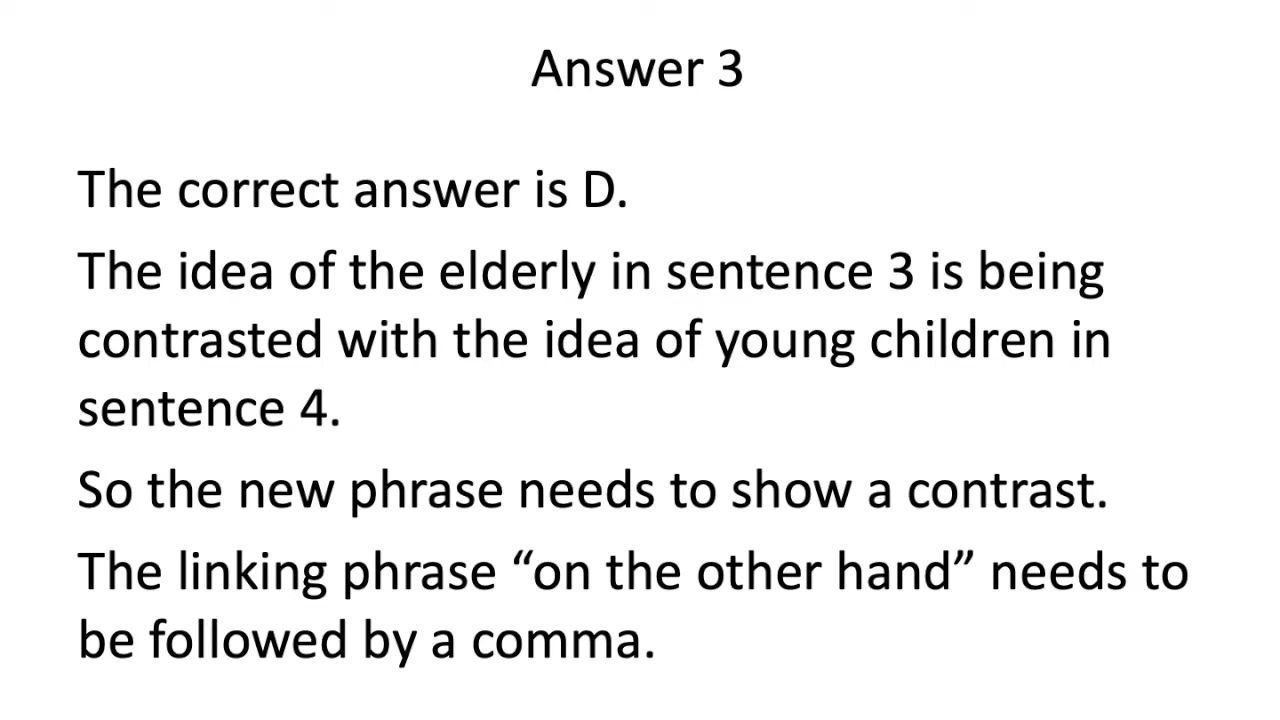 Answer 3
The correct answer is D.
The idea of the elderly in sentence 3 is being
contrasted with the idea of young children in
sentence 4.
So the new phrase needs to show a contrast.
The linking phrase “on the other hand” needs to
be followed by a comma.